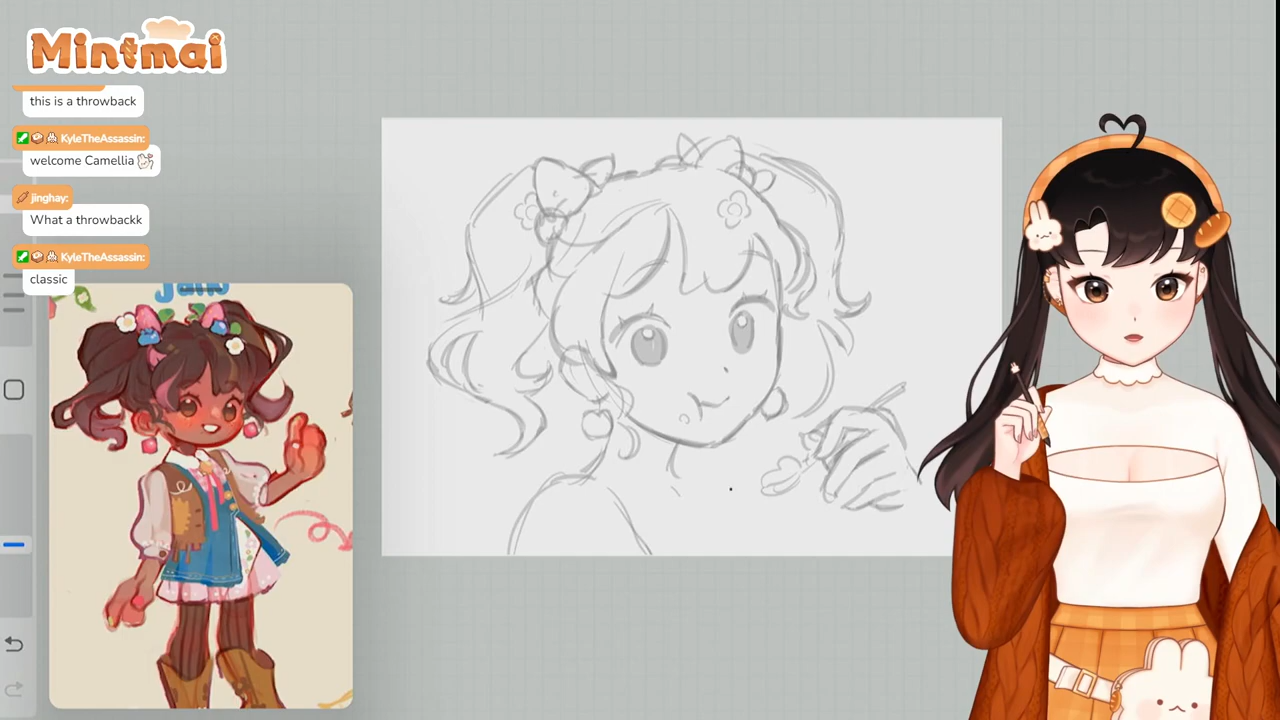 Mintmai
this is a throwback
KyleTheAssassin:
welcome Camellia
jinghay:
What a throwbackk
KyleTheAssassin:
classic